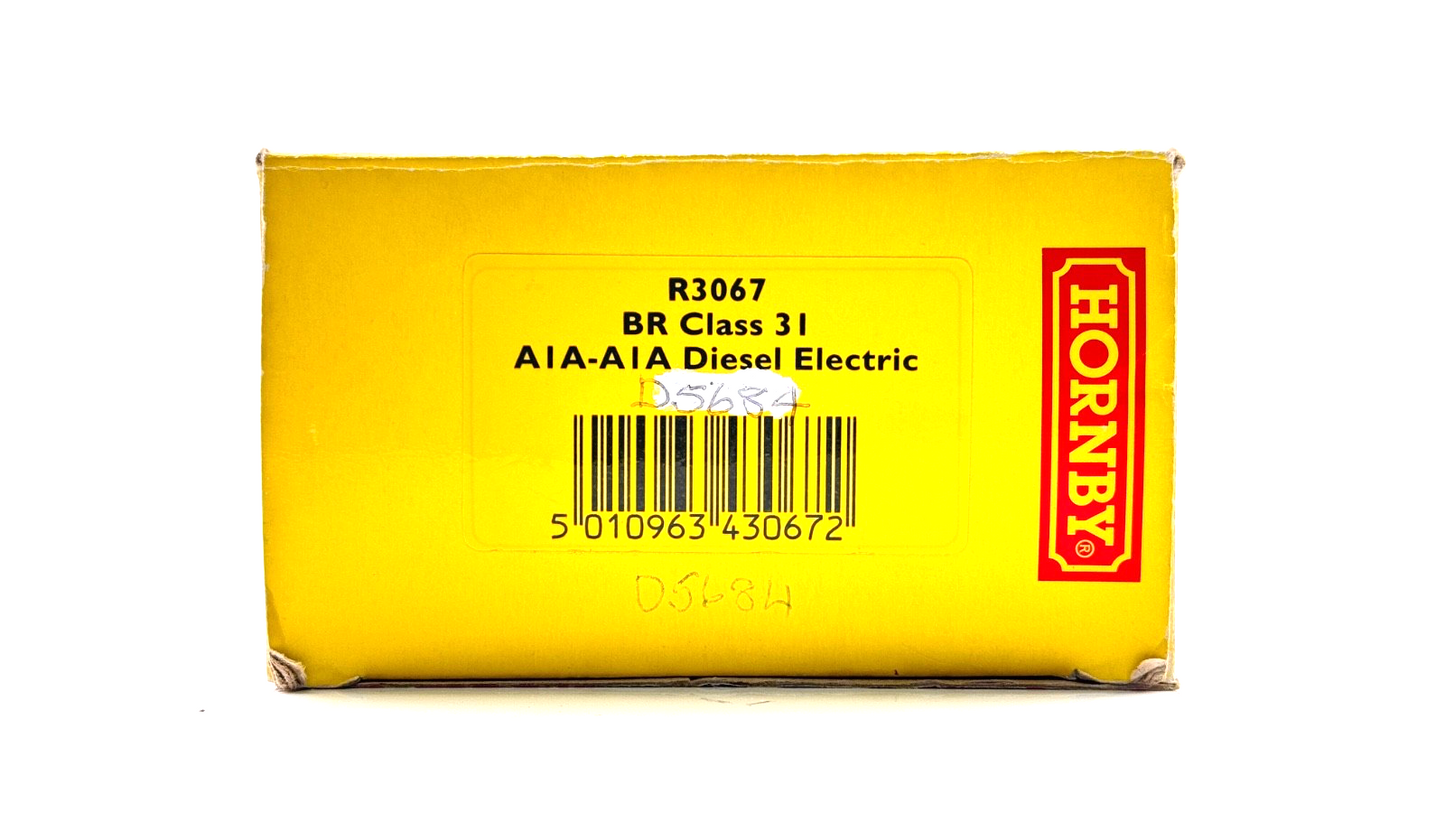 R3067
BR Class 31
A1A-A1A Diesel Electric
D5684
5 010963 430672
D5684
HORNBY®